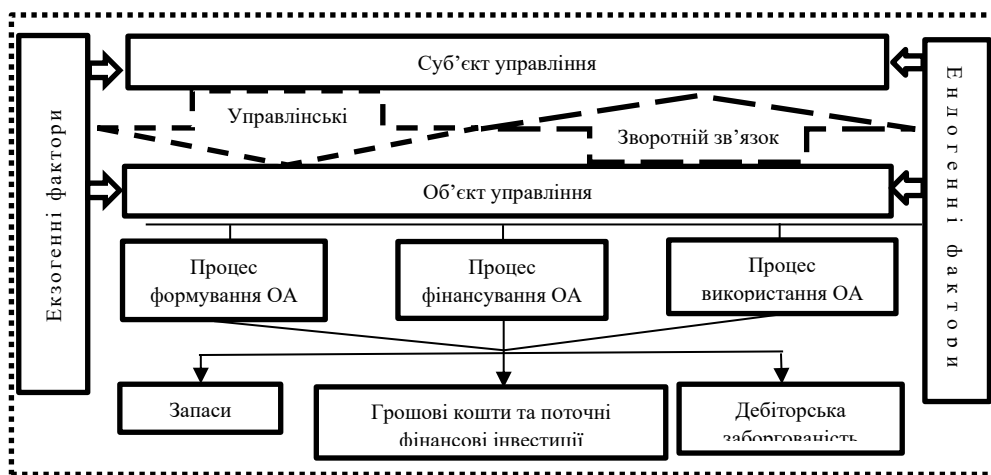 Екзогенні фактори
Суб’єкт управління
Ендогенні фактори
Управлінські
Зворотній зв’язок
Об’єкт управління
Процес
формування ОА
Процес
фінансування ОА
Процес
використання ОА
Запаси
Грошові кошти та поточні
фінансові інвестиції
Дебіторська
заборгованість